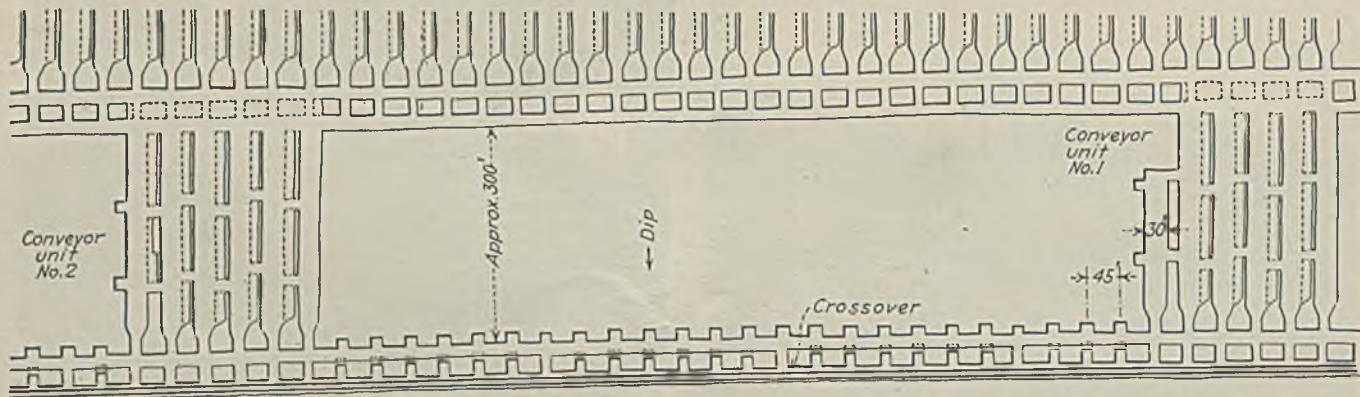 Conveyor
unit
No.1
Approx.300'
Dip
30'
Conveyor
unit
No.2
45'
Crossover